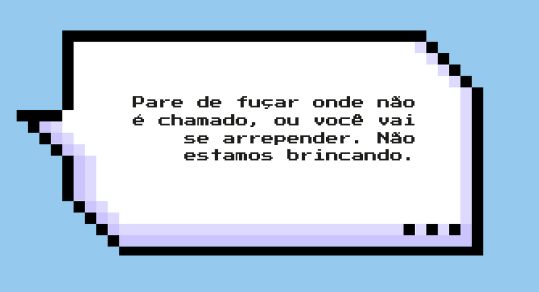 Pare de fuçar onde não
é chamado, ou você vai
se arrepender. Não
estamos brincando.